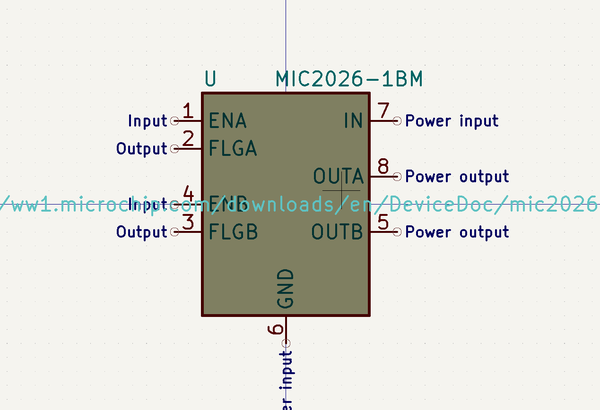 U MIC2026-1BM
Input 1 ENA IN 7 Power input
Output 2 FLGA
OUTA 8 Power output
Input 4 ENB
/ww1.microchip.com/downloads/en/DeviceDoc/mic2026
Output 3 FLGB OUTB 5 Power output
GND
6
er input